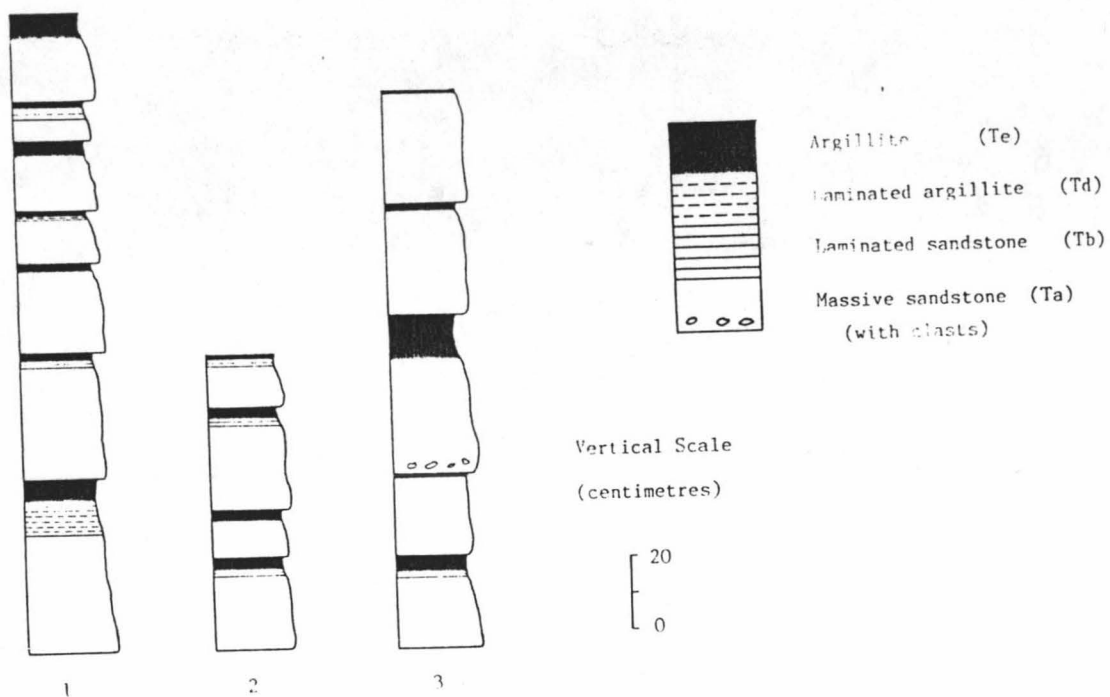 Argillite (Te)
Laminated argillite (Td)
Laminated sandstone (Tb)
Massive sandstone (Ta)
(with clasts)
Vertical Scale
(centimetres)
20
0
1
2
3